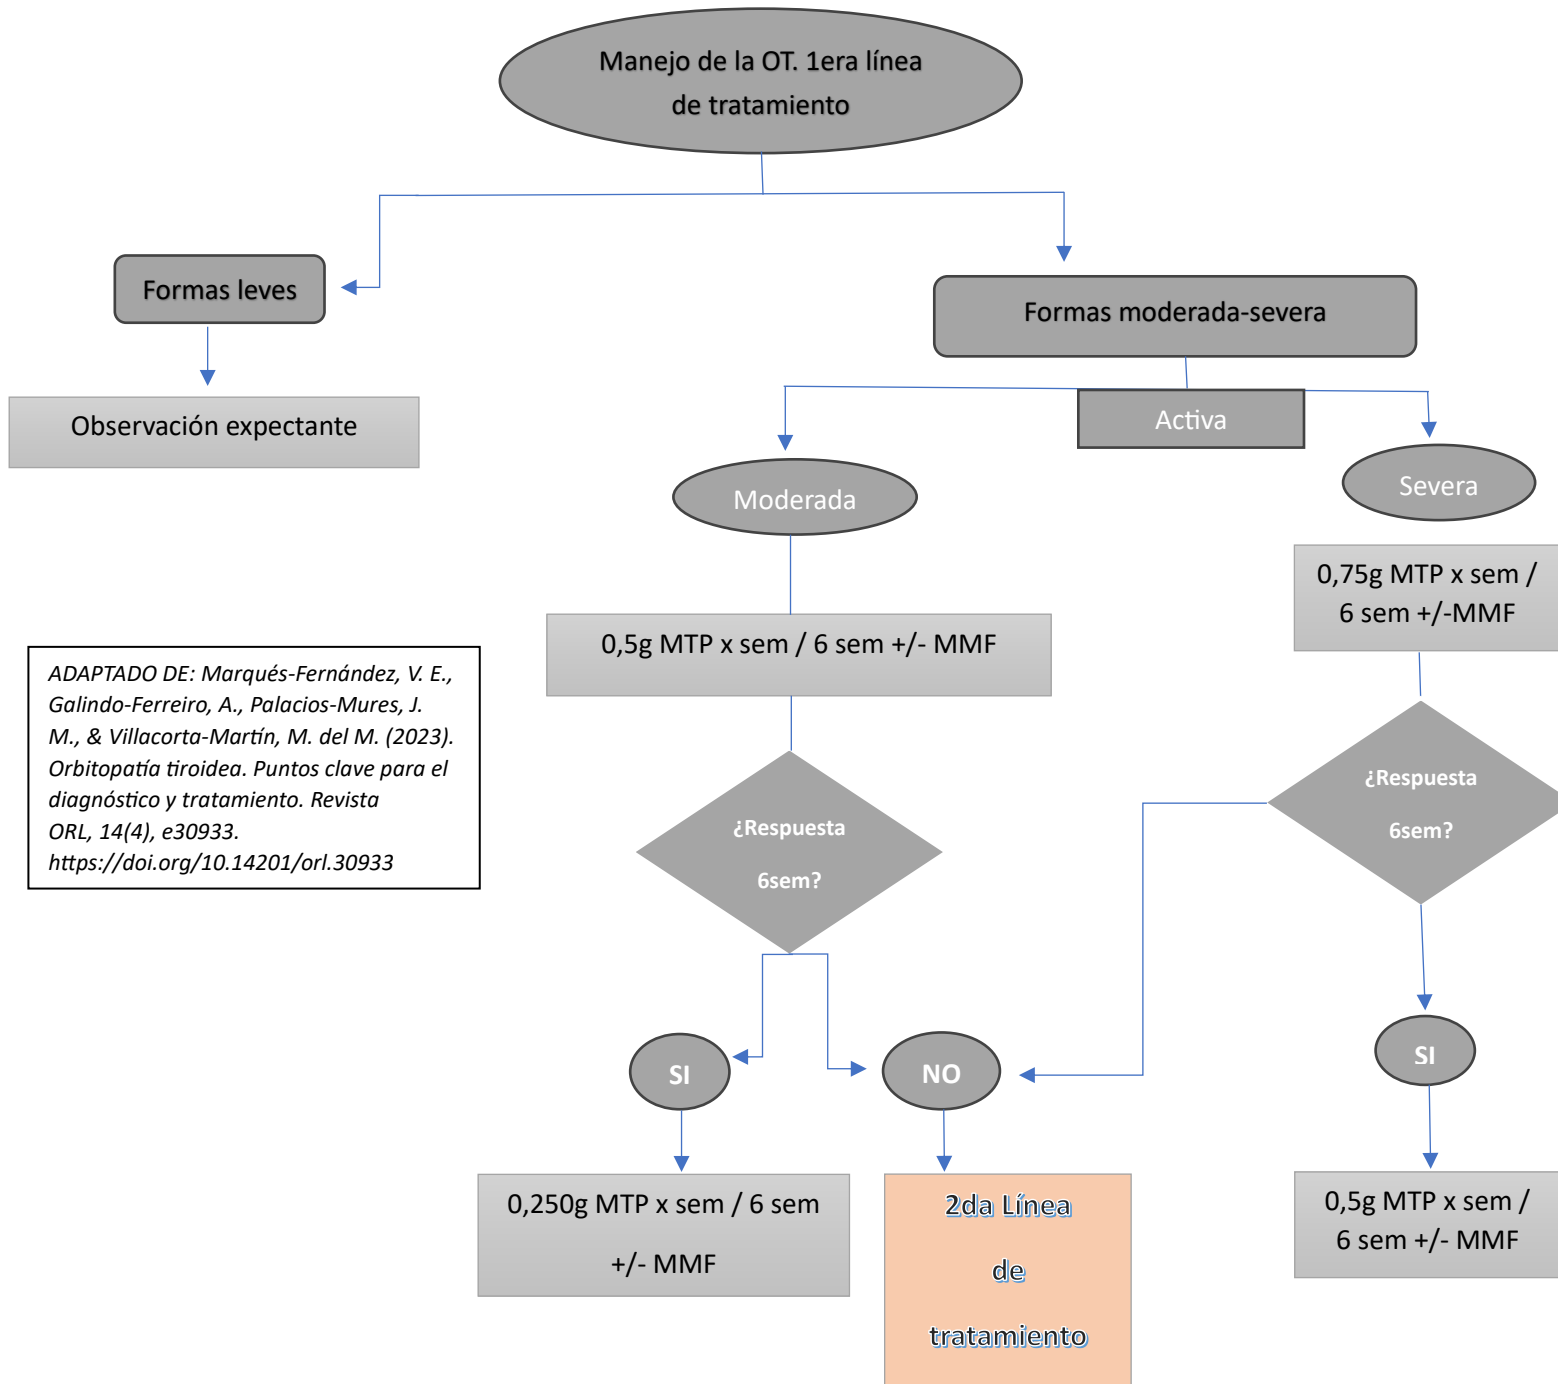 Manejo de la OT. 1era línea
de tratamiento
Formas leves
Formas moderada-severa
Observación expectante
Activa
Moderada
Severa
0,75g MTP x sem /
6 sem +/-MMF
0,5g MTP x sem / 6 sem +/- MMF
ADAPTADO DE: Marqués-Fernández, V. E.,
Galindo-Ferreiro, A., Palacios-Mures, J.
M., & Villacorta-Martín, M. del M. (2023).
Orbitopatía tiroidea. Puntos clave para el
diagnóstico y tratamiento. Revista
ORL, 14(4), e30933.
https://doi.org/10.14201/orl.30933
¿Respuesta
6sem?
¿Respuesta
6sem?
SI
NO
SI
0,250g MTP x sem / 6 sem
+/- MMF
2da Línea
de
tratamiento
0,5g MTP x sem /
6 sem +/- MMF